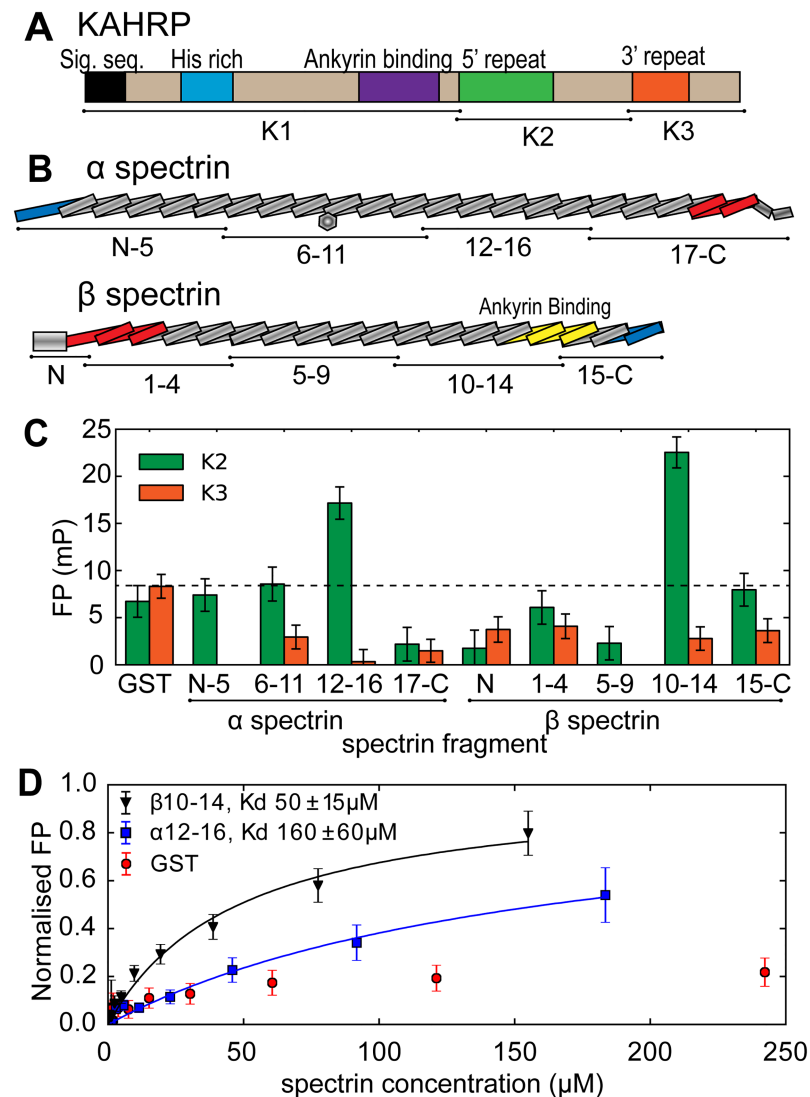 A KAHRP
Sig. seq. His rich Ankyrin binding 5' repeat 3' repeat
K1 K2 K3
B α spectrin
N-5 6-11 12-16 17-C
β spectrin
Ankyrin Binding
N 1-4 5-9 10-14 15-C
C
FP (mP)
25
20
15
10
5
0
K2
K3
GST N-5 6-11 12-16 17-C N 1-4 5-9 10-14 15-C
α spectrin β spectrin
spectrin fragment
D
Normalised FP
1.0
0.8
0.6
0.4
0.2
0.0
β10-14, Kd 50 ±15μM
α12-16, Kd 160 ±60μM
GST
0 50 100 150 200 250
spectrin concentration (μM)